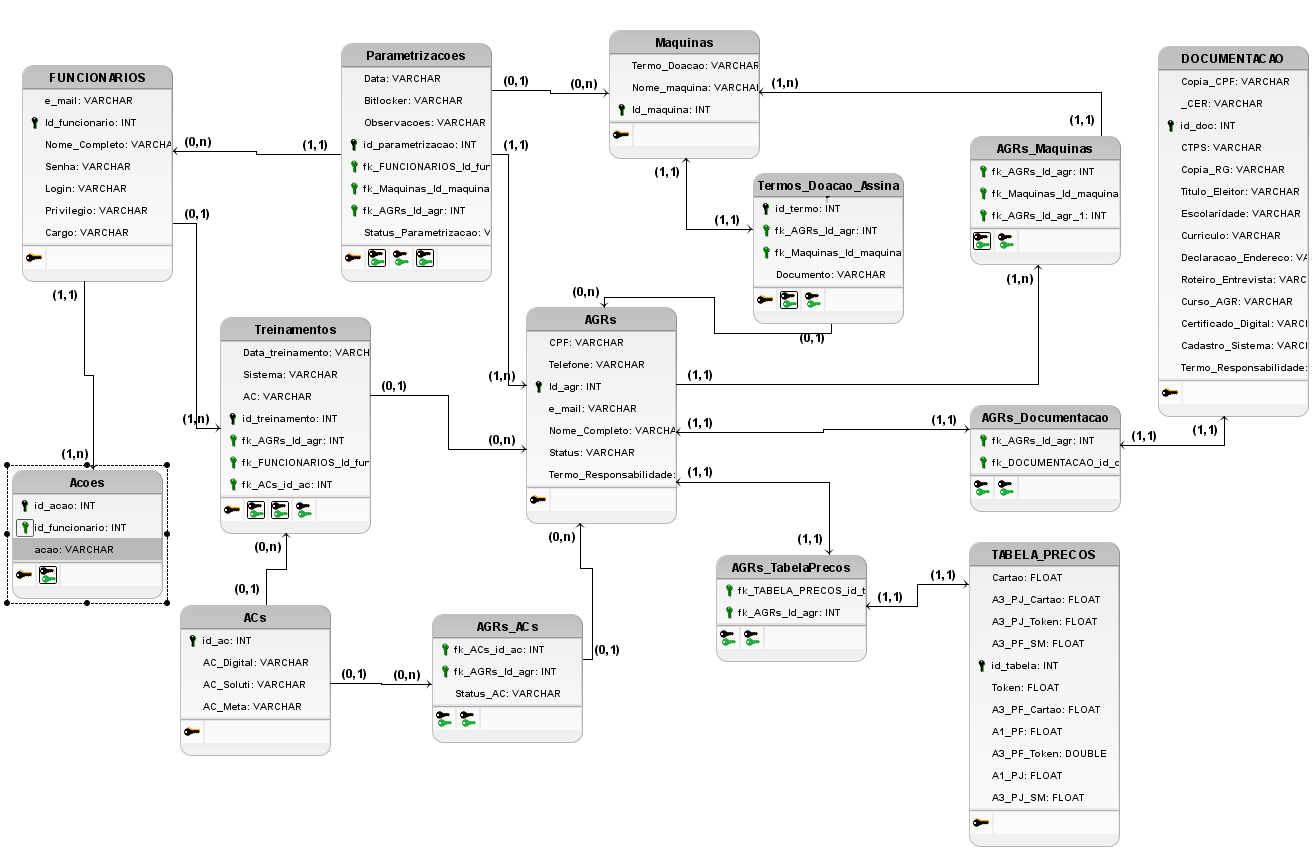 FUNCIONARIOS
e_mail: VARCHAR
Id_funcionario: INT
Nome_Completo: VARCHA
Senha: VARCHAR
Login: VARCHAR
Privilegio: VARCHAR
Cargo: VARCHAR
Parametrizacoes
Data: VARCHAR
Bitlocker: VARCHAR
Observacoes: VARCHAR
id_parametrizacao: INT
fk_FUNCIONARIOS_Id_fur
fk_Maquinas_Id_maquina
fk_AGRs_Id_agr: INT
Status_Parametrizacao: V
Maquinas
Termo_Doacao: VARCHAR
Nome_maquina: VARCHAI
Id_maquina: INT
Termos_Doacao_Assina
id_termo: INT
fk_AGRs_Id_agr: INT
fk_Maquinas_Id_maquina
Documento: VARCHAR
AGRs_Maquinas
fk_AGRs_Id_agr: INT
fk_Maquinas_Id_maquina
fk_AGRs_Id_agr_1: INT
DOCUMENTACAO
Copia_CPF: VARCHAR
_CER: VARCHAR
id_doc: INT
CTPS: VARCHAR
Copia_RG: VARCHAR
Titulo_Eleitor: VARCHAR
Escolaridade: VARCHAR
Curriculo: VARCHAR
Declaracao_Endereco: VA
Roteiro_Entrevista: VARCHAR
Curso_AGR: VARCHAR
Certificado_Digital: VARCI
Cadastro_Sistema: VARCI
Termo_Responsabilidade:
Treinamentos
Data_treinamento: VARCH
Sistema: VARCHAR
AC: VARCHAR
id_treinamento: INT
fk_AGRs_Id_agr: INT
fk_FUNCIONARIOS_Id_fur
fk_ACs_id_ac: INT
AGRs
CPF: VARCHAR
Telefone: VARCHAR
Id_agr: INT
e_mail: VARCHAR
Nome_Completo: VARCHA
Status: VARCHAR
Termo_Responsabilidade:
AGRs_Documentacao
fk_AGRs_Id_agr: INT
fk_DOCUMENTACAO_id_c
Acoes
id_acao: INT
id_funcionario: INT
acao: VARCHAR
ACs
id_ac: INT
AC_Digital: VARCHAR
AC_Soluti: VARCHAR
AC_Meta: VARCHAR
AGRs_ACs
fk_ACs_id_ac: INT
fk_AGRs_Id_agr: INT
Status_AC: VARCHAR
AGRs_TabelaPrecos
fk_TABELA_PRECOS_id_t
fk_AGRs_Id_agr: INT
TABELA_PRECOS
Cartao: FLOAT
A3_PJ_Cartao: FLOAT
A3_PJ_Token: FLOAT
A3_PF_SM: FLOAT
id_tabela: INT
Token: FLOAT
A3_PF_Cartao: FLOAT
A1_PF: FLOAT
A3_PF_Token: DOUBLE
A1_PJ: FLOAT
A3_PJ_SM: FLOAT
(0,n)
(1,1)
(0,1)
(0,n)
(1,1)
(1,n)
(1,n)
(1,1)
(1,1)
(1,1)
(0,n)
(0,1)
(0,1)
(1,n)
(1,1)
(1,n)
(0,1)
(0,n)
(1,1)
(1,n)
(1,1)
(1,1)
(1,1)
(1,1)
(1,1)
(1,1)
(1,1)
(1,1)
(0,n)
(0,1)
(0,1)
(0,n)
(0,n)
(0,1)